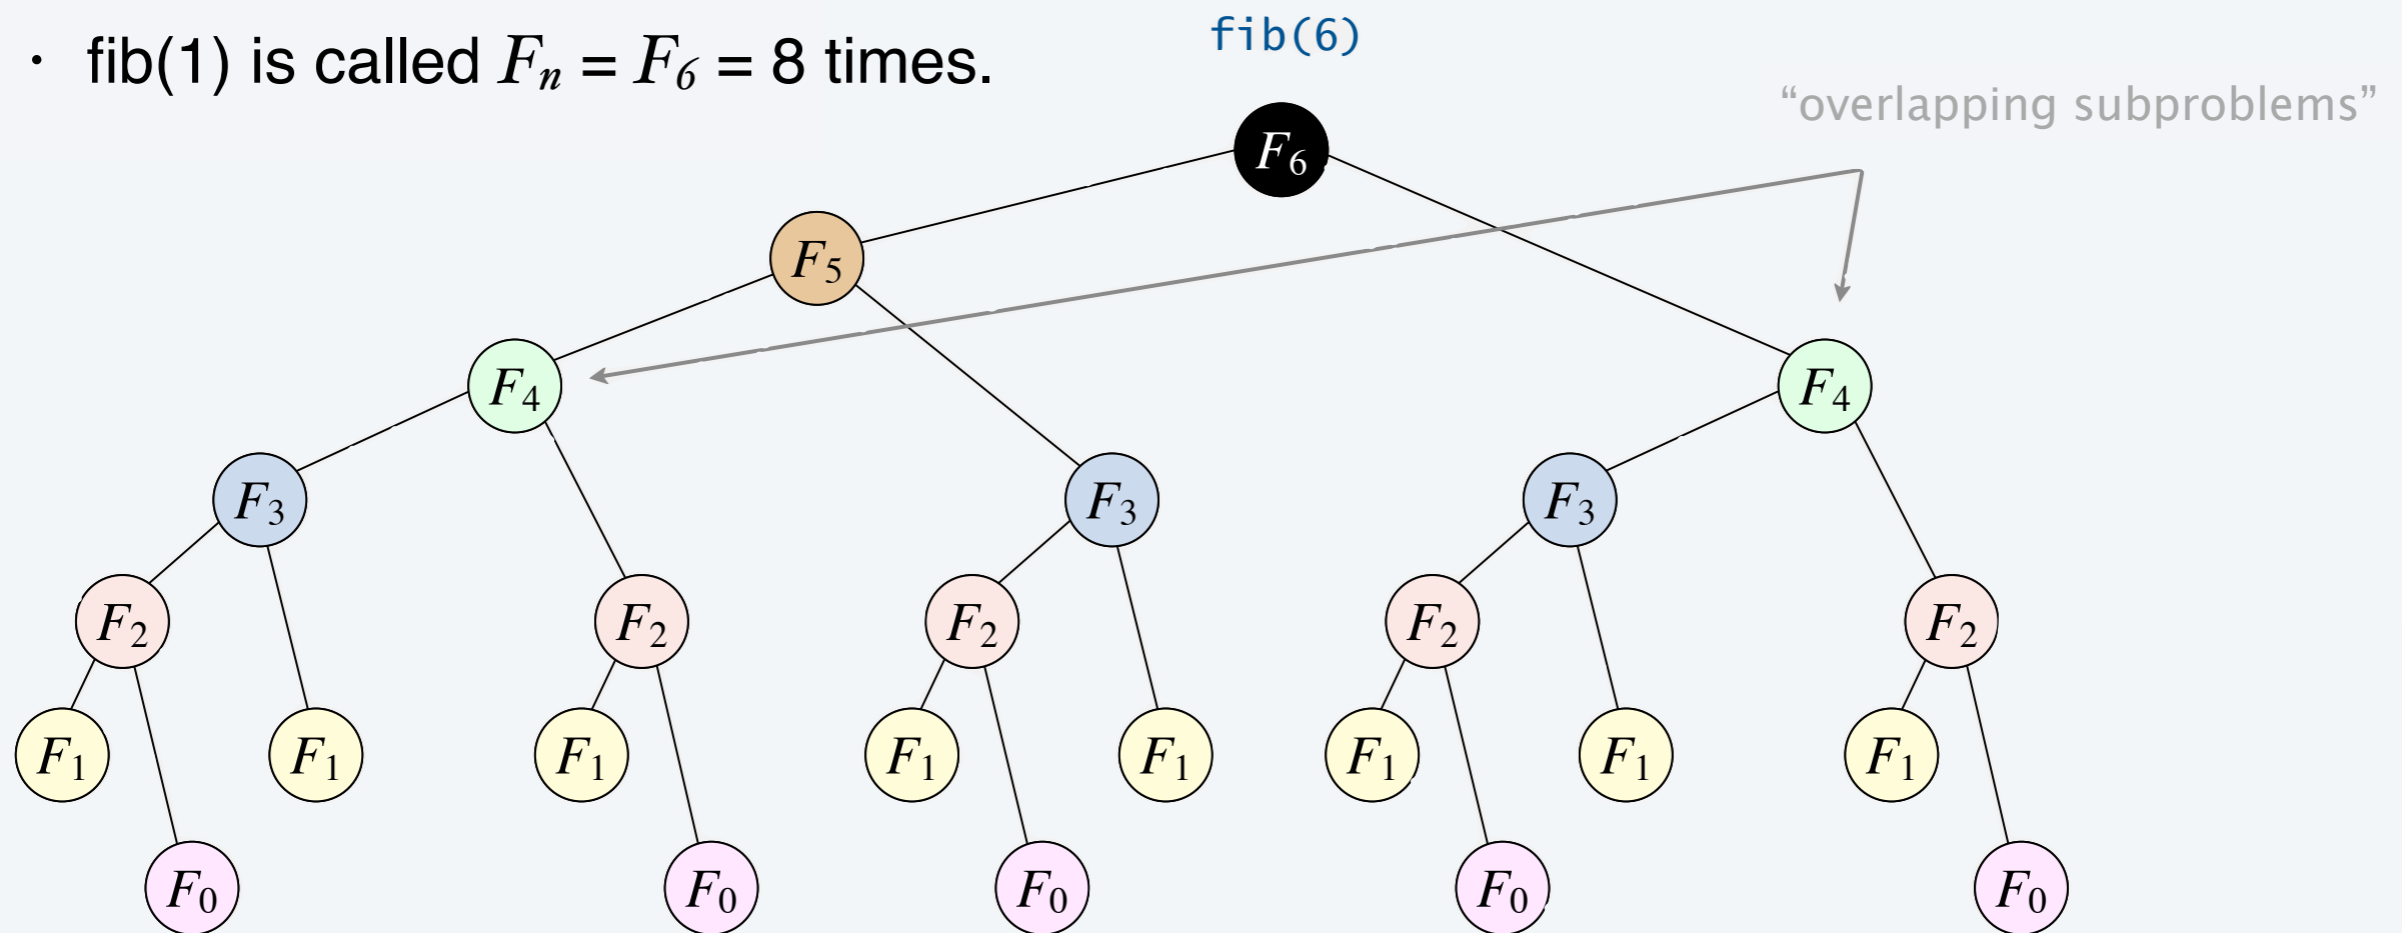 fib(6)
· fib(1) is called Fₙ = F₆ = 8 times.
“overlapping subproblems”
F₆
F₅
F₄ F₄
F₃ F₃ F₃
F₂ F₂ F₂ F₂ F₂
F₁ F₁ F₁ F₁ F₁ F₁ F₁ F₁
F₀ F₀ F₀ F₀ F₀